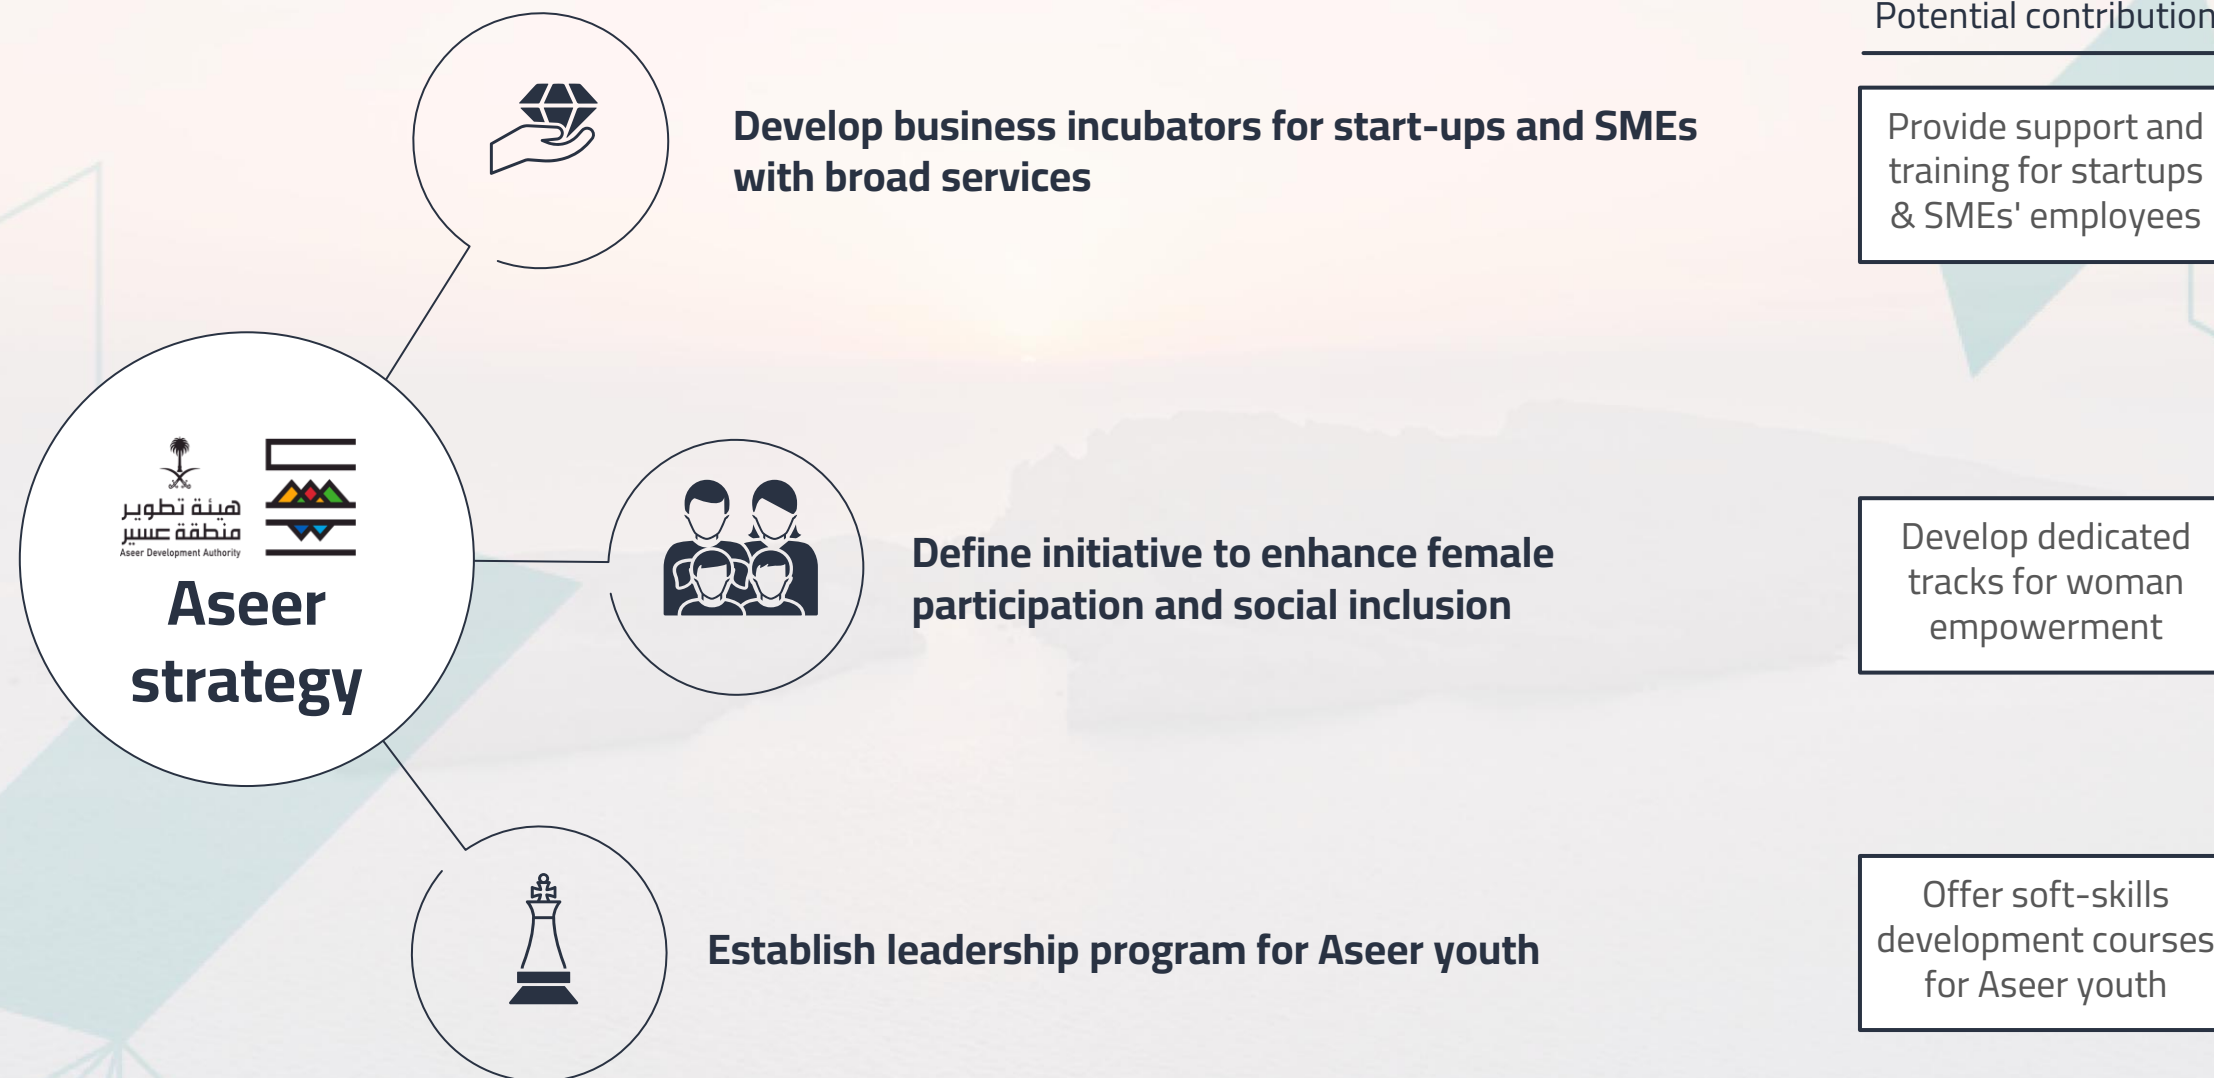 Potential contribution
Develop business incubators for start-ups and SMEs
with broad services
Provide support and
training for startups
& SMEs' employees
هيئة تطوير
منطقة عسير
Aseer Development Authority
Aseer
strategy
Define initiative to enhance female
participation and social inclusion
Develop dedicated
tracks for woman
empowerment
Establish leadership program for Aseer youth
Offer soft-skills
development courses
for Aseer youth